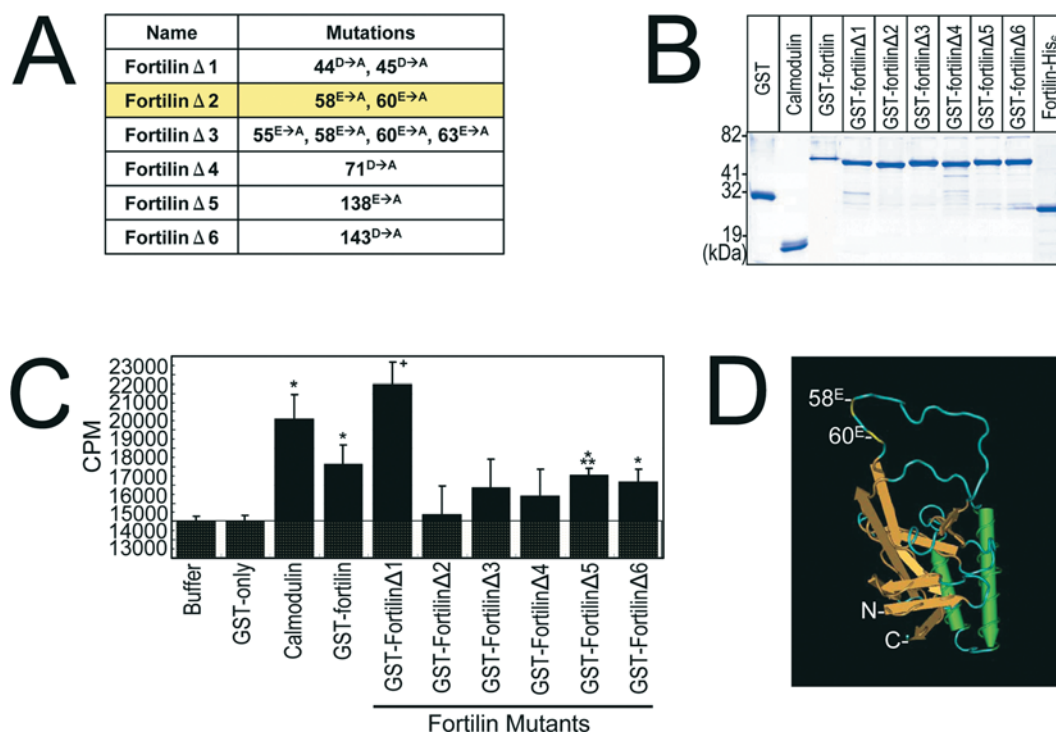 A
Name Mutations
Fortilin Δ 1 44D→A, 45D→A
Fortilin Δ 2 58E→A, 60E→A
Fortilin Δ 3 55E→A, 58E→A, 60E→A, 63E→A
Fortilin Δ 4 71D→A
Fortilin Δ 5 138E→A
Fortilin Δ 6 143D→A
B
GST
Calmodulin
GST-fortilin
GST-fortilinΔ1
GST-fortilinΔ2
GST-fortilinΔ3
GST-fortilinΔ4
GST-fortilinΔ5
GST-fortilinΔ6
Fortilin-His6
82-
41-
32-
19-
(kDa)
C
CPM
23000
22000
21000
20000
19000
18000
17000
16000
15000
14000
13000
*
*
+
*
**
*
Buffer
GST-only
Calmodulin
GST-fortilin
GST-FortilinΔ1
GST-FortilinΔ2
GST-FortilinΔ3
GST-FortilinΔ4
GST-FortilinΔ5
GST-FortilinΔ6
Fortilin Mutants
D
58E-
60E-
N-
C-